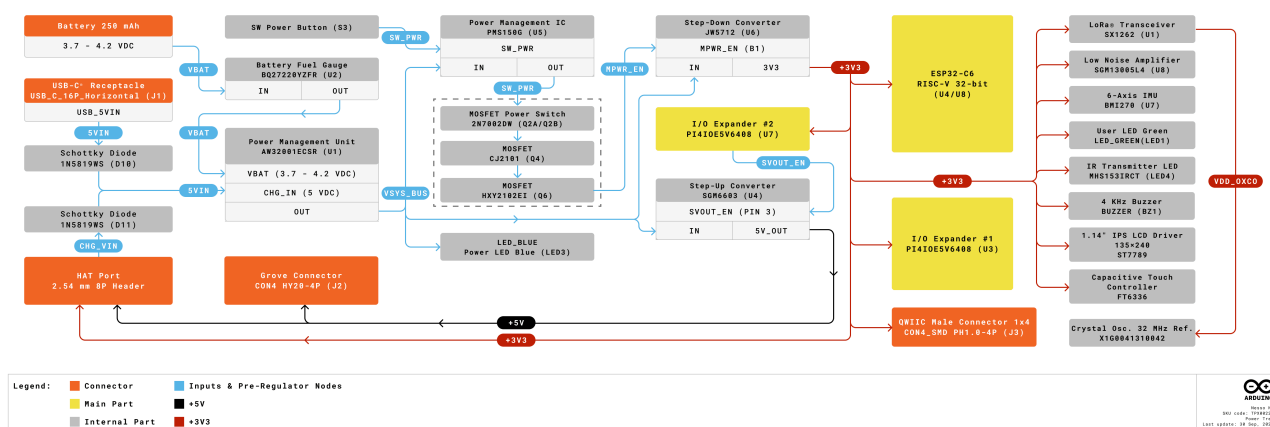 Battery 250 mAh
3.7 - 4.2 VDC
USB-C® Receptacle
USB_C_16P_Horizontal (J1)
USB_5VIN
5VIN
Schottky Diode
1N5819WS (D10)
Schottky Diode
1N5819WS (D11)
CHG_VIN
HAT Port
2.54 mm 8P Header
VBAT
VBAT
5VIN
SW Power Button (S3)
Battery Fuel Gauge
BQ27220YZFR (U2)
IN
OUT
Power Management Unit
AW32001ECSR (U1)
VBAT (3.7 - 4.2 VDC)
CHG_IN (5 VDC)
OUT
Grove Connector
CON4 HY20-4P (J2)
SW_PWR
VSYS_BUS
Power Management IC
PMS150G (U5)
SW_PWR
IN
OUT
SW_PWR
MOSFET Power Switch
2N7002DW (Q2A/Q2B)
MOSFET
CJ2101 (Q4)
MOSFET
HXY2102EI (Q6)
LED_BLUE
Power LED Blue (LED3)
+5V
+3V3
MPWR_EN
Step-Down Converter
JW5712 (U6)
MPWR_EN (B1)
IN
3V3
I/O Expander #2
PI4IOE5V6408 (U7)
SVOUT_EN
Step-Up Converter
SGM6603 (U4)
SVOUT_EN (PIN 3)
IN
5V_OUT
+3V3
ESP32-C6
RISC-V 32-bit
(U4/U8)
+3V3
I/O Expander #1
PI4IOE5V6408 (U3)
QWIIC Male Connector 1x4
CON4_SMD PH1.0-4P (J3)
LoRa® Transceiver
SX1262 (U1)
Low Noise Amplifier
SGM13005L4 (U8)
6-Axis IMU
BMI270 (U7)
User LED Green
LED_GREEN(LED1)
IR Transmitter LED
MHS153IRCT (LED4)
4 KHz Buzzer
BUZZER (BZ1)
1.14" IPS LCD Driver
135×240
ST7789
Capacitive Touch
Controller
FT6336
Crystal Osc. 32 MHz Ref.
X1G0041310042
VDD_OXCO
Legend:
Connector
Main Part
Internal Part
Inputs & Pre-Regulator Nodes
+5V
+3V3
ARDUINO
SKU code:
Power
Last update: 30 Sep,